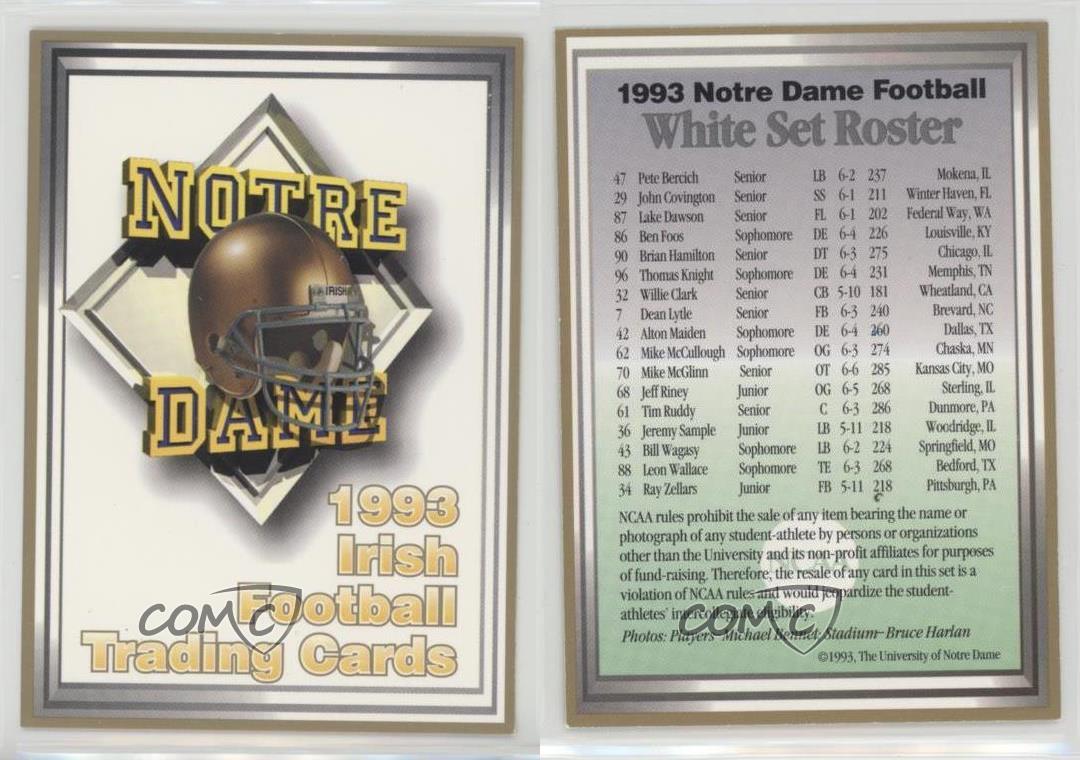 NOTRE
IRISH
DAME
1993
Irish
Football
Trading Cards
COMC
1993 Notre Dame Football
White Set Roster
47 Pete Bercich Senior LB 6-2 237 Mokena, IL
29 John Covington Senior SS 6-1 211 Winter Haven, FL
87 Lake Dawson Senior FL 6-1 202 Federal Way, WA
86 Ben Foos Sophomore DE 6-4 226 Louisville, KY
90 Brian Hamilton Senior DT 6-3 275 Chicago, IL
96 Thomas Knight Sophomore DE 6-4 231 Memphis, TN
32 Willie Clark Senior CB 5-10 181 Wheatland, CA
7 Dean Lytle Senior FB 6-3 240 Brevard, NC
42 Alton Maiden Sophomore DE 6-4 260 Dallas, TX
62 Mike McCullough Sophomore OG 6-3 274 Chaska, MN
70 Mike McGlinn Senior OT 6-6 285 Kansas City, MO
68 Jeff Riney Junior OG 6-5 268 Sterling, IL
61 Tim Ruddy Senior C 6-3 286 Dunmore, PA
36 Jeremy Sample Junior LB 5-11 218 Woodridge, IL
43 Bill Wagasy Sophomore LB 6-2 224 Springfield, MO
88 Leon Wallace Sophomore TE 6-3 268 Bedford, TX
34 Ray Zellars Junior FB 5-11 218 Pittsburgh, PA
NCAA rules prohibit the sale of any item bearing the name or
photograph of any student-athlete by persons or organizations
other than the University and its non-profit affiliates for purposes
of fund-raising. Therefore, the resale of any card in this set is a
violation of NCAA rules and would jeopardize the student-
athletes' intercollegiate eligibility.
NCAA
COMC
Photos: Players–Michael Bennet; Stadium–Bruce Harlan
©1993, The University of Notre Dame